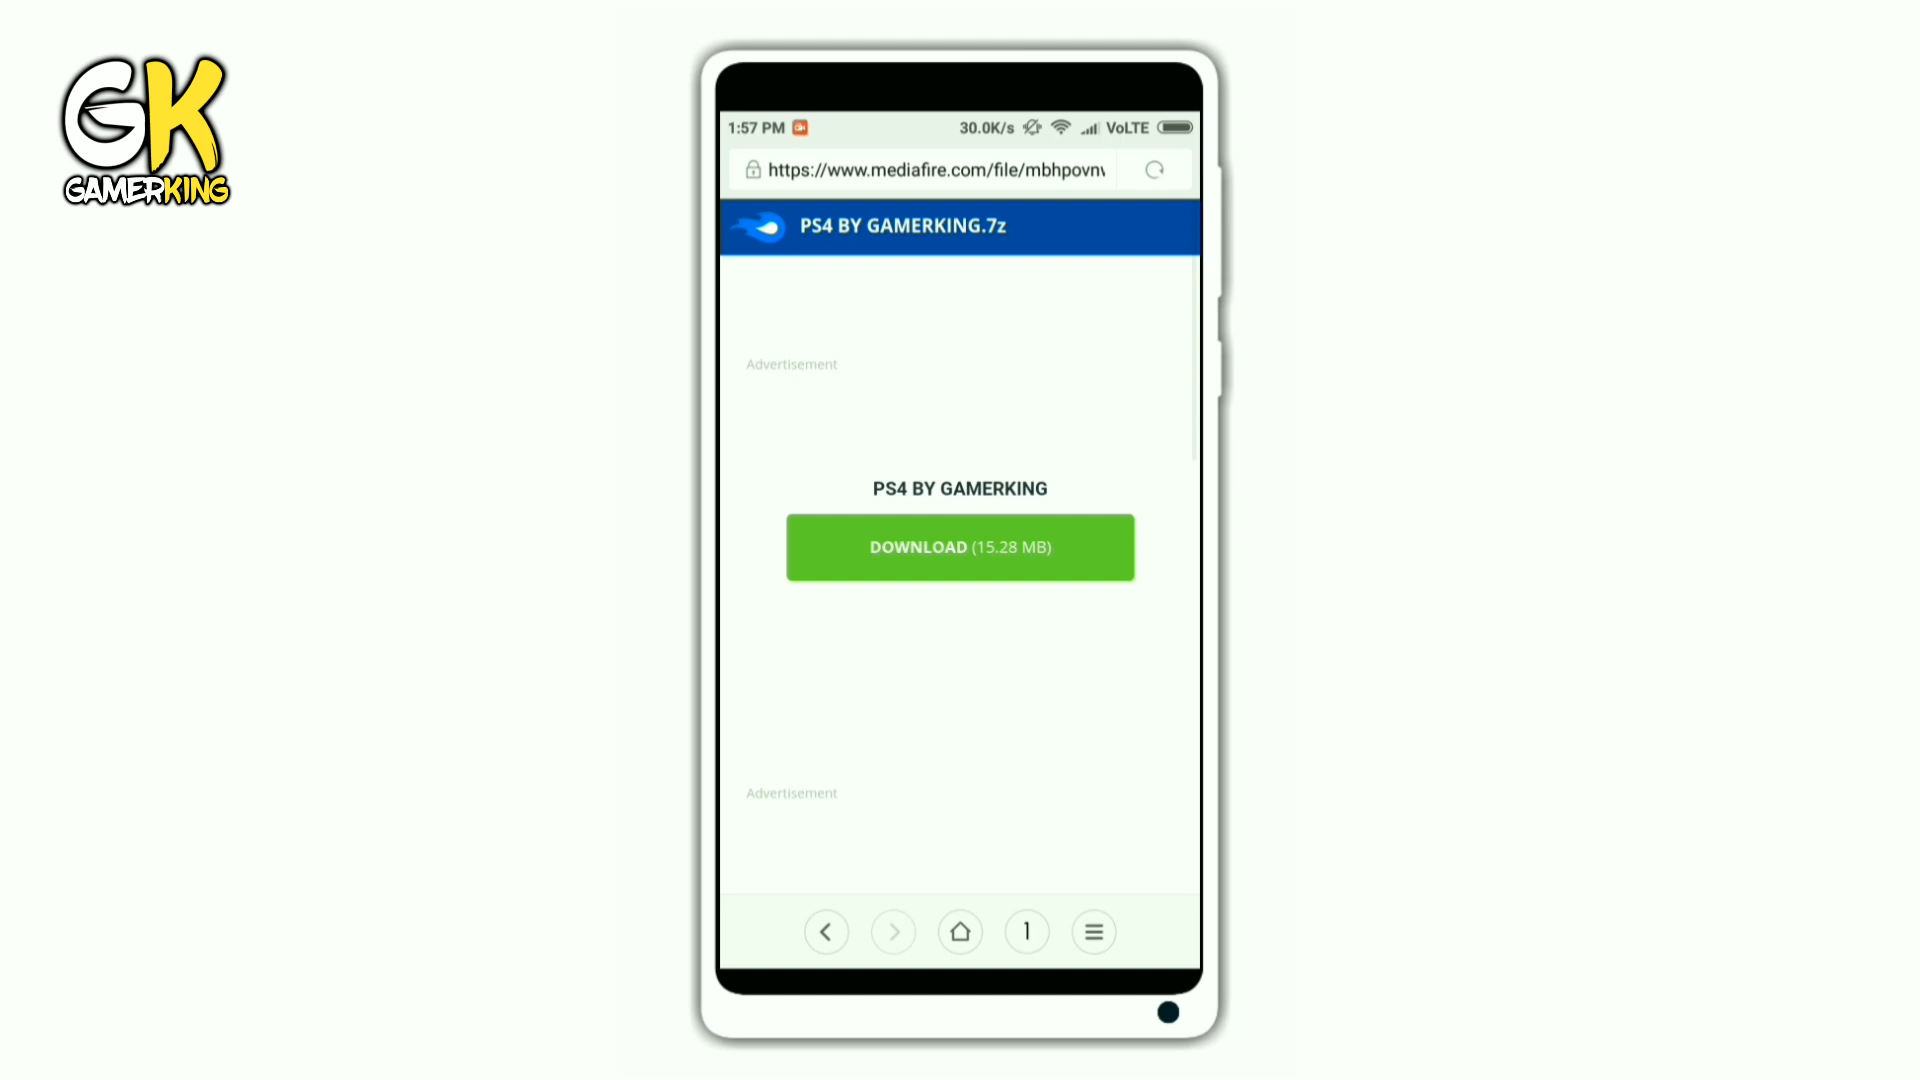 GK
GAMERKING
1:57 PM
30.0K/s VoLTE
https://www.mediafire.com/file/mbhpovnv
PS4 BY GAMERKING.7z
Advertisement
PS4 BY GAMERKING
DOWNLOAD (15.28 MB)
Advertisement
1